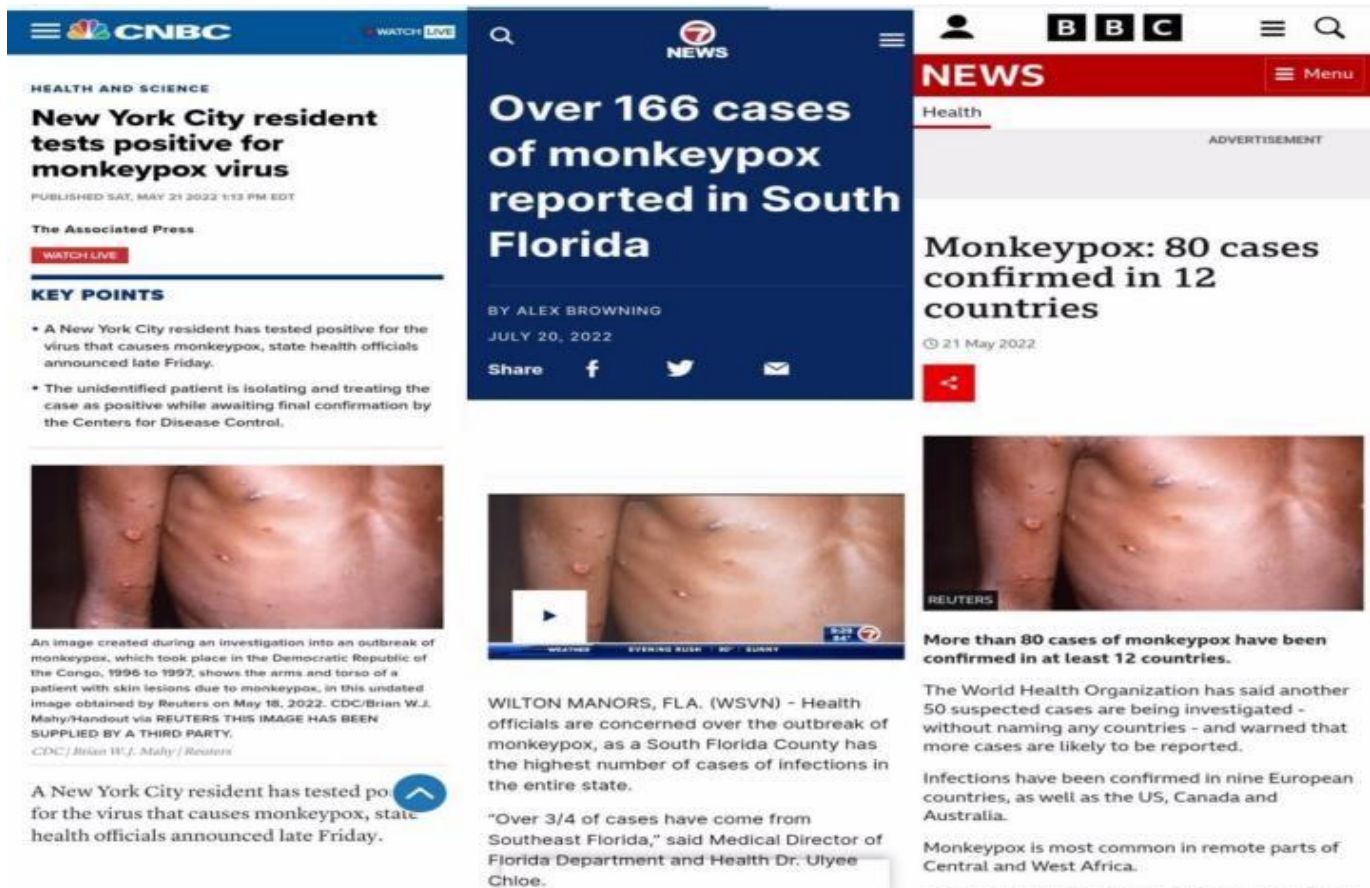 CNBC
WATCH LIVE
HEALTH AND SCIENCE
New York City resident
tests positive for
monkeypox virus
PUBLISHED SAT, MAY 21 2022 1:13 PM EDT
The Associated Press
WATCH LIVE
KEY POINTS
• A New York City resident has tested positive for the
virus that causes monkeypox, state health officials
announced late Friday.
• The unidentified patient is isolating and treating the
case as positive while awaiting final confirmation by
the Centers for Disease Control.
An image created during an investigation into an outbreak of
monkeypox, which took place in the Democratic Republic of
the Congo, 1996 to 1997, shows the arms and torso of a
patient with skin lesions due to monkeypox, in this undated
image obtained by Reuters on May 18, 2022. CDC/Brian W.J.
Mahy/Handout via REUTERS THIS IMAGE HAS BEEN
SUPPLIED BY A THIRD PARTY.
CDC | Brian W.J. Mahy | Reuters
A New York City resident has tested po
for the virus that causes monkeypox, state
health officials announced late Friday.
7
NEWS
Over 166 cases
of monkeypox
reported in South
Florida
BY ALEX BROWNING
JULY 20, 2022
Share
WEATHER EVENING RUSH 80° SUNNY
9:29
84°
7
WILTON MANORS, FLA. (WSVN) - Health
officials are concerned over the outbreak of
monkeypox, as a South Florida County has
the highest number of cases of infections in
the entire state.
"Over 3/4 of cases have come from
Southeast Florida," said Medical Director of
Florida Department and Health Dr. Ulyee
Chloe.
BBC
NEWS
Menu
Health
ADVERTISEMENT
Monkeypox: 80 cases
confirmed in 12
countries
21 May 2022
REUTERS
More than 80 cases of monkeypox have been
confirmed in at least 12 countries.
The World Health Organization has said another
50 suspected cases are being investigated -
without naming any countries - and warned that
more cases are likely to be reported.
Infections have been confirmed in nine European
countries, as well as the US, Canada and
Australia.
Monkeypox is most common in remote parts of
Central and West Africa.